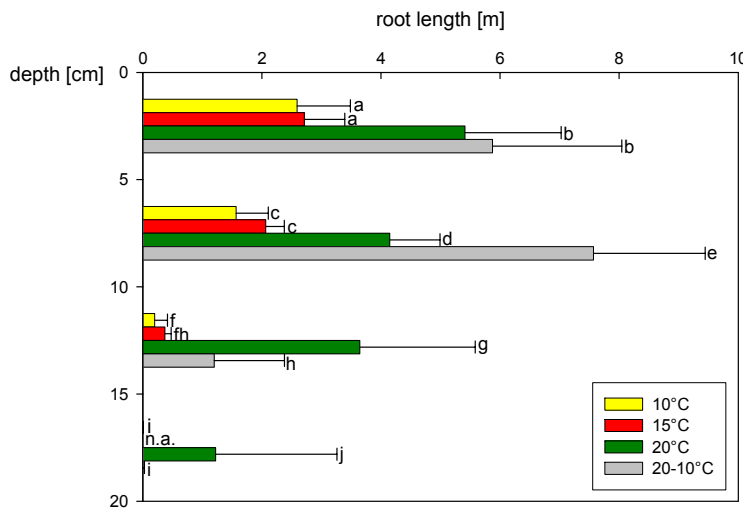 root length [m]
0 2 4 6 8 10
depth [cm]
0
a
a
b
b
5
c
c
d
e
10
f
fh
g
h
15
i
n.a.
j
i
20
10°C
15°C
20°C
20-10°C